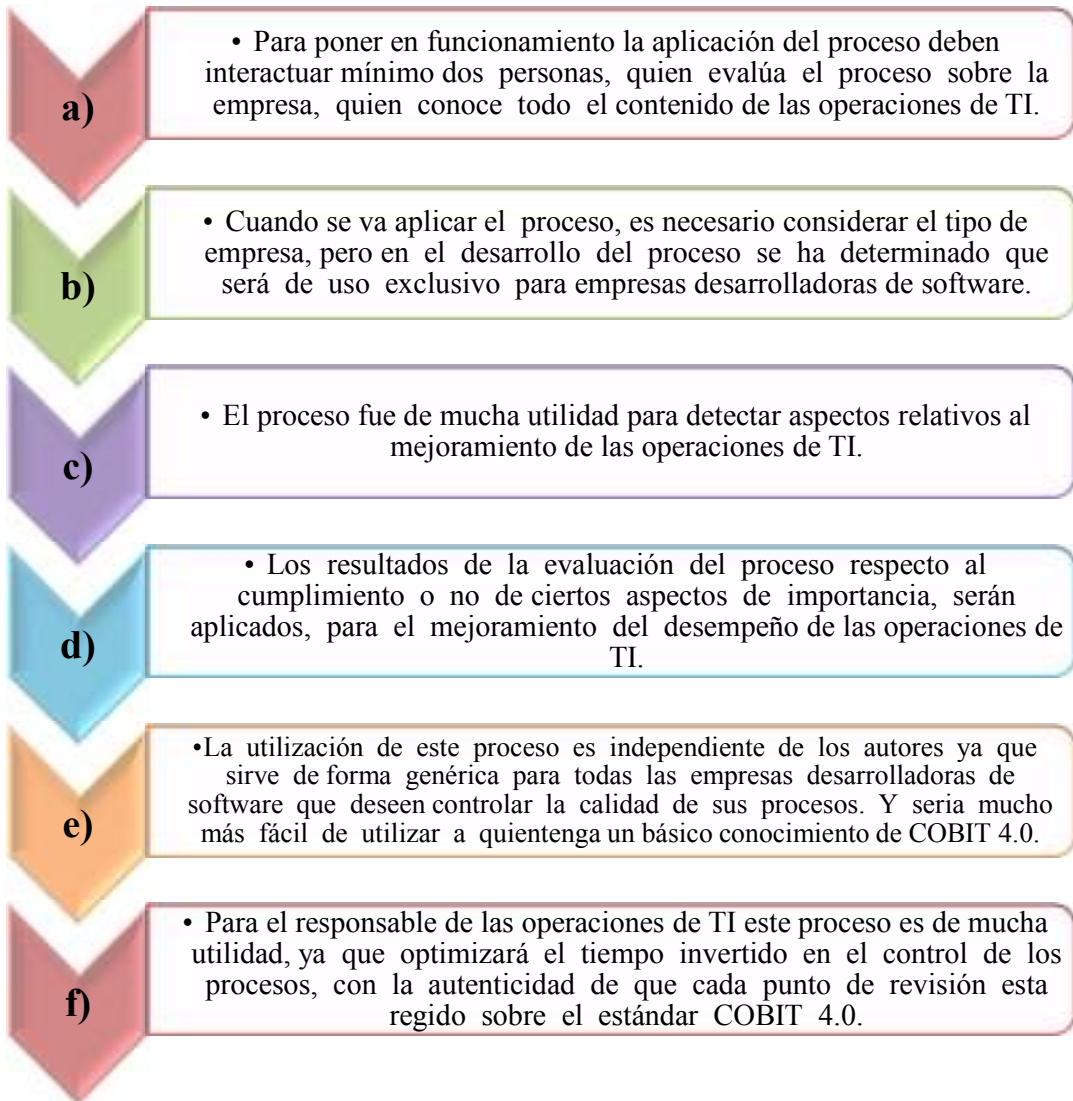 a)
• Para poner en funcionamiento la aplicación del proceso deben
interactuar mínimo dos personas, quien evalúa el proceso sobre la
empresa, quien conoce todo el contenido de las operaciones de TI.
b)
• Cuando se va aplicar el proceso, es necesario considerar el tipo de
empresa, pero en el desarrollo del proceso se ha determinado que
será de uso exclusivo para empresas desarrolladoras de software.
c)
• El proceso fue de mucha utilidad para detectar aspectos relativos al
mejoramiento de las operaciones de TI.
d)
• Los resultados de la evaluación del proceso respecto al
cumplimiento o no de ciertos aspectos de importancia, serán
aplicados, para el mejoramiento del desempeño de las operaciones de
TI.
e)
•La utilización de este proceso es independiente de los autores ya que
sirve de forma genérica para todas las empresas desarrolladoras de
software que deseen controlar la calidad de sus procesos. Y seria mucho
más fácil de utilizar a quientenga un básico conocimiento de COBIT 4.0.
f)
• Para el responsable de las operaciones de TI este proceso es de mucha
utilidad, ya que optimizará el tiempo invertido en el control de los
procesos, con la autenticidad de que cada punto de revisión esta
regido sobre el estándar COBIT 4.0.